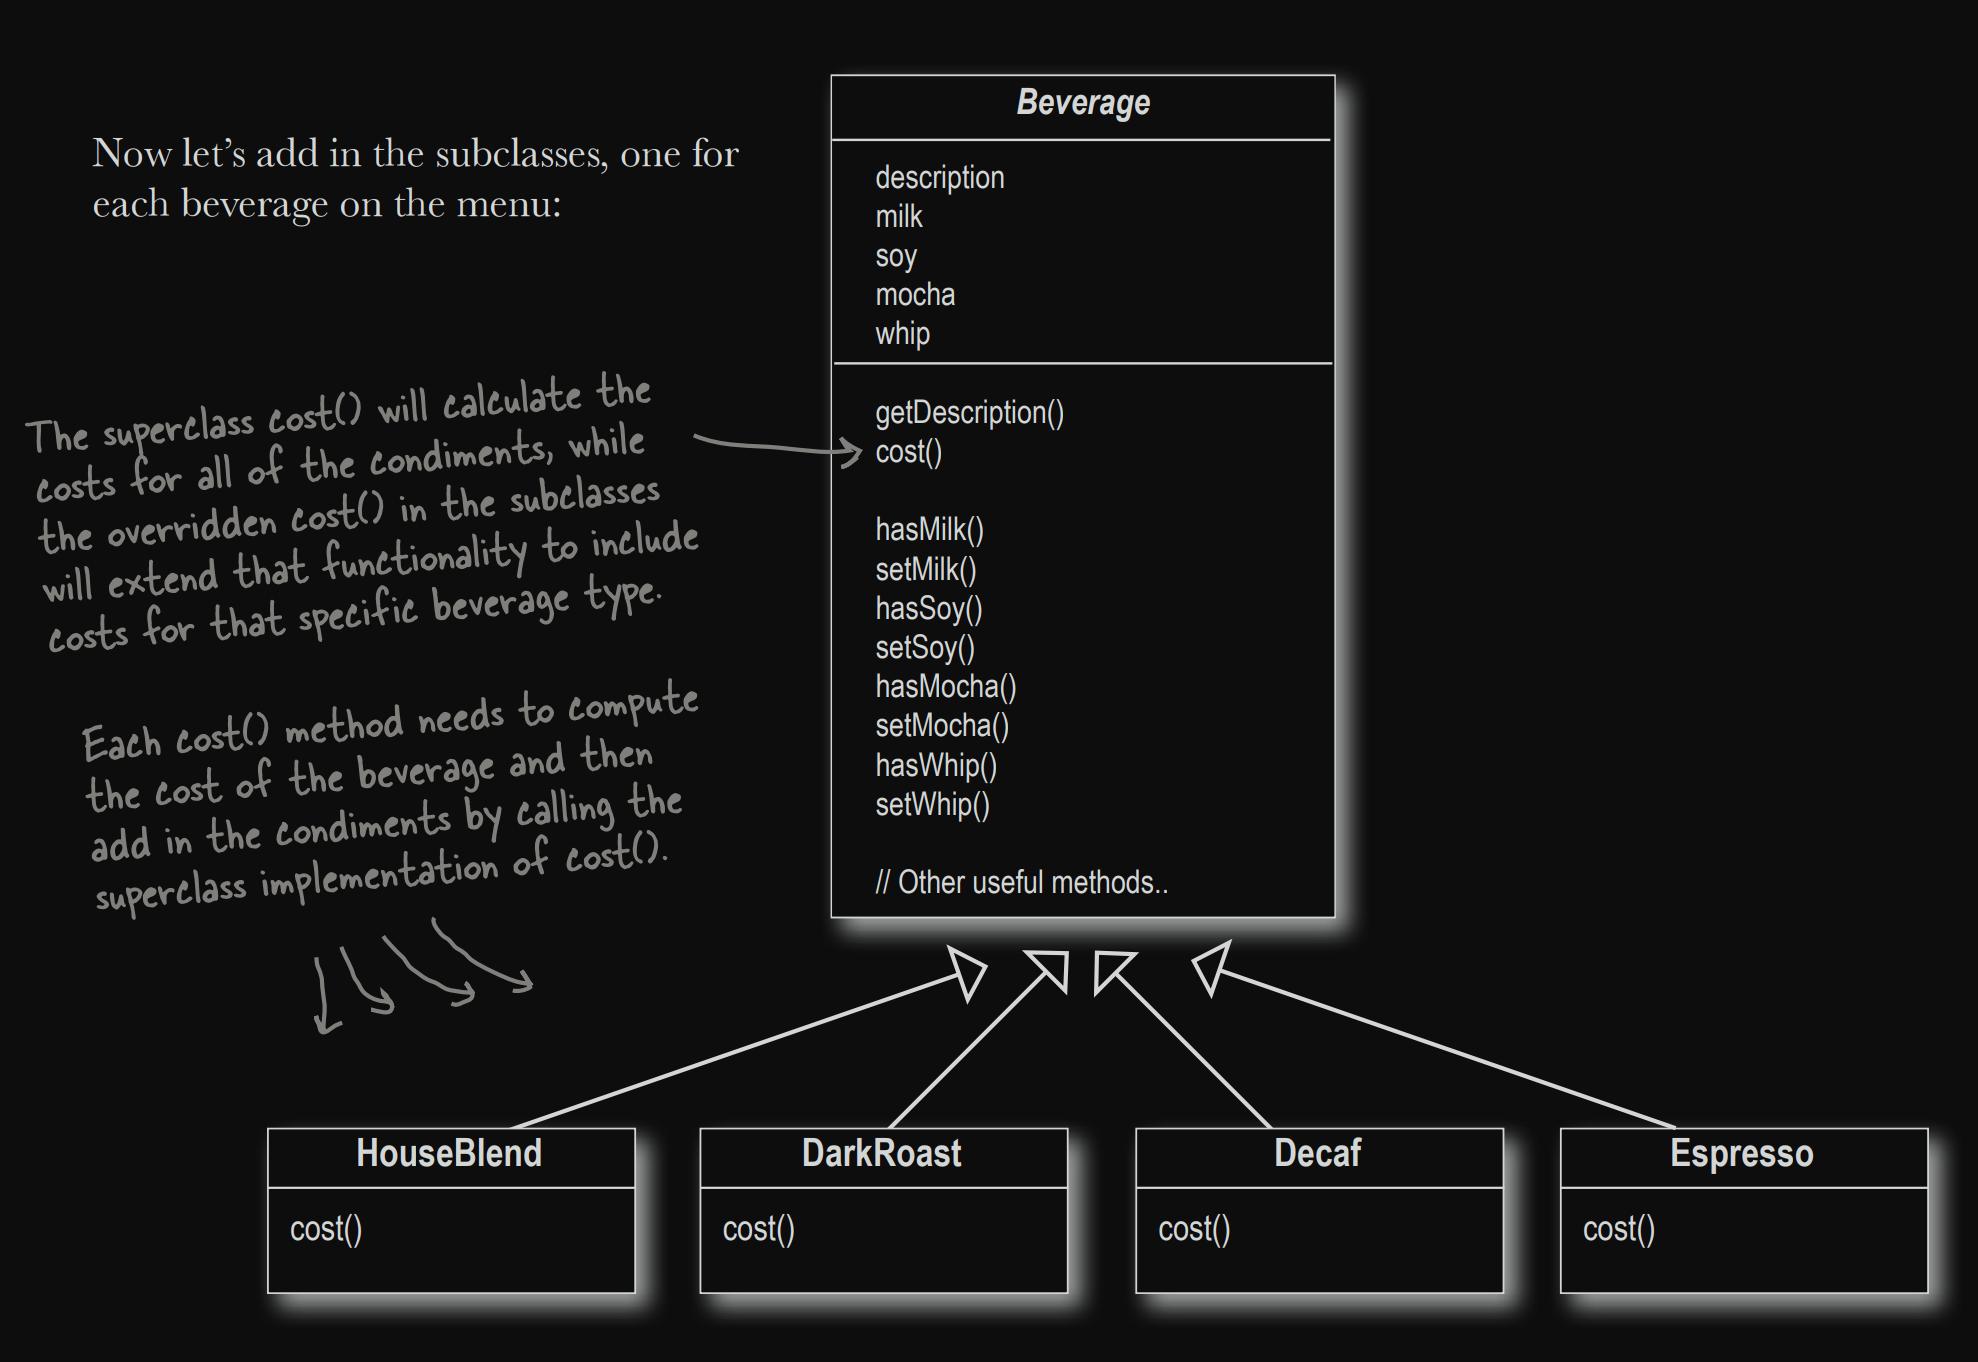 Now let's add in the subclasses, one for
each beverage on the menu:
The superclass cost() will calculate the
costs for all of the condiments, while
the overridden cost() in the subclasses
will extend that functionality to include
costs for that specific beverage type.
Each cost() method needs to compute
the cost of the beverage and then
add in the condiments by calling the
superclass implementation of cost().
Beverage
description
milk
soy
mocha
whip
getDescription()
cost()
hasMilk()
setMilk()
hasSoy()
setSoy()
hasMocha()
setMocha()
hasWhip()
setWhip()
// Other useful methods..
HouseBlend
cost()
DarkRoast
cost()
Decaf
cost()
Espresso
cost()